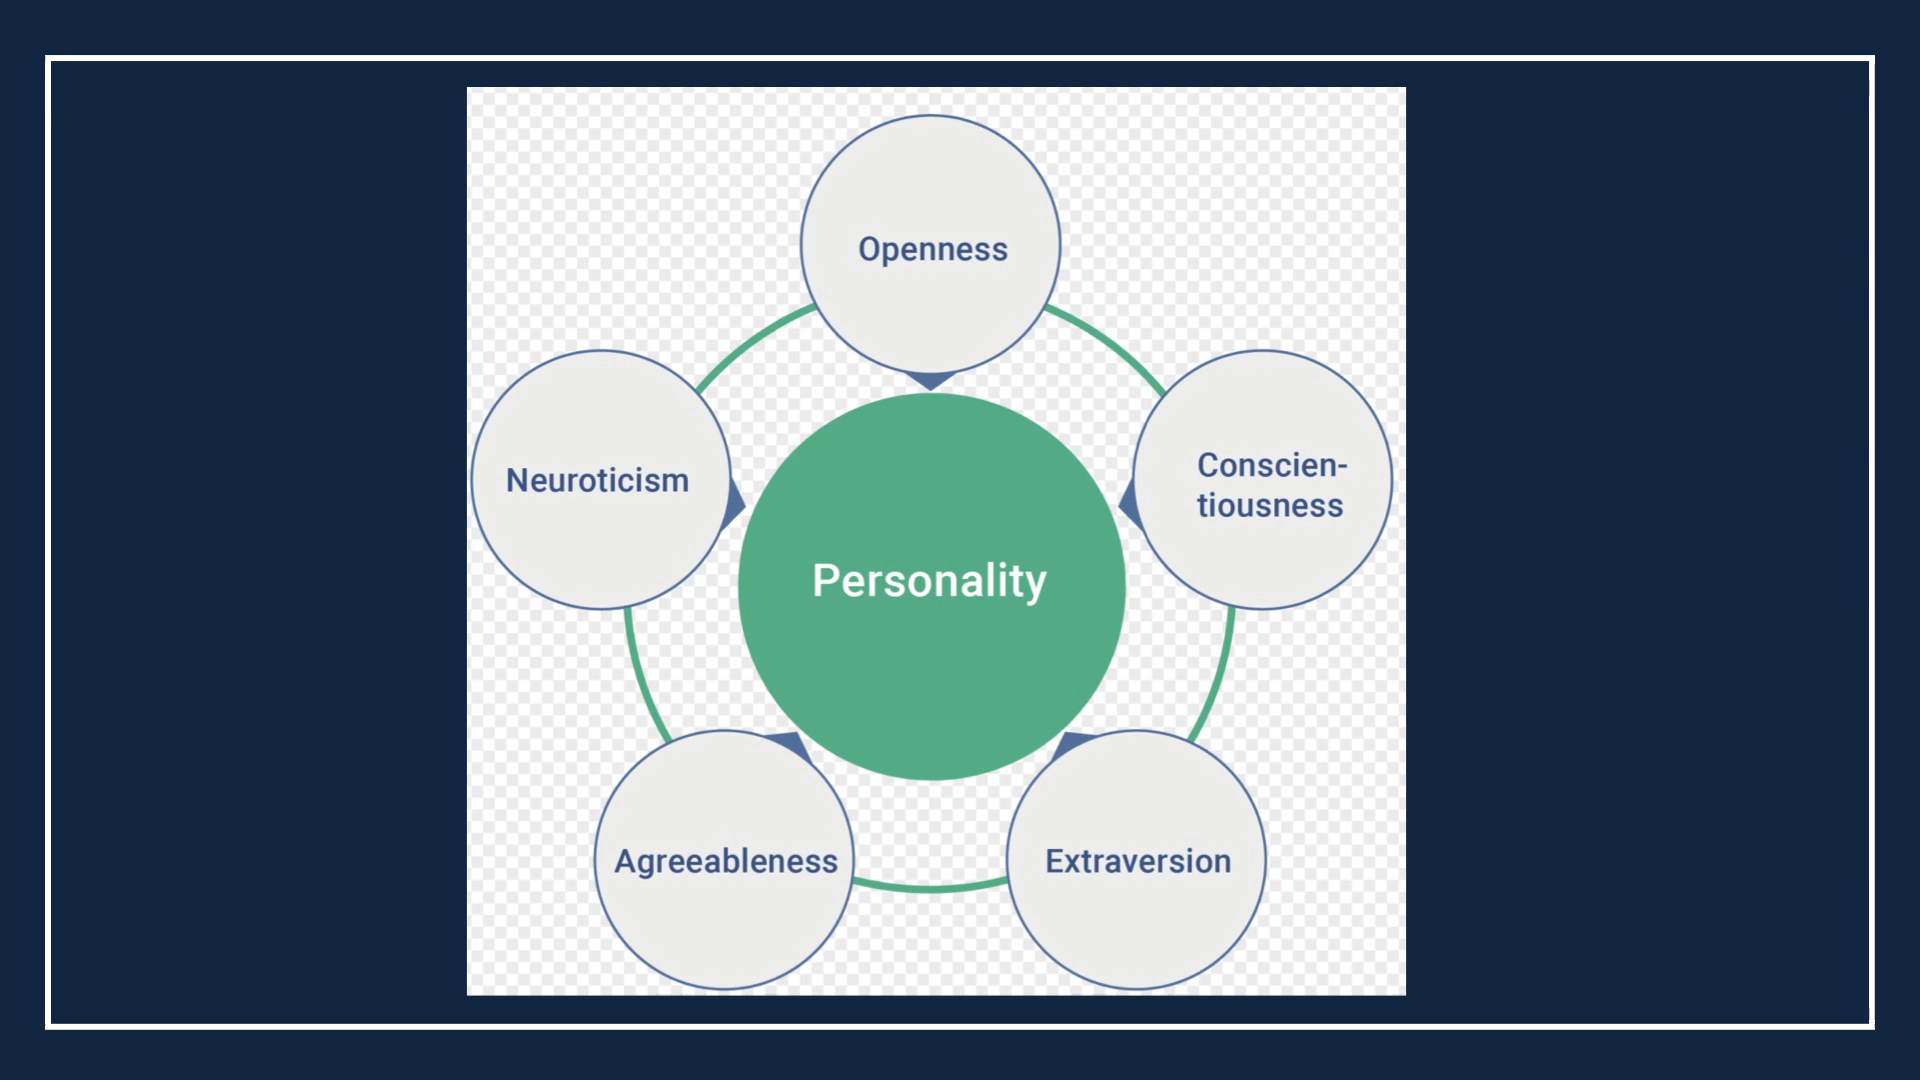 Openness
Neuroticism
Conscien-
tiousness
Personality
Agreeableness
Extraversion